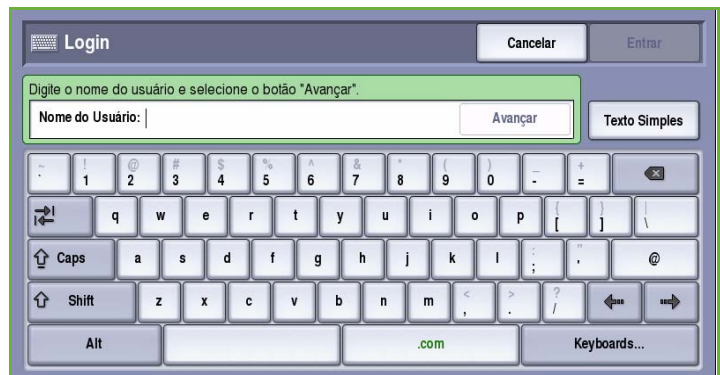 Login Cancelar Entrar
Digite o nome do usuário e selecione o botão "Avançar".
Nome do Usuário: Avançar Texto Simples
~ ! @ # $ % ^ & * ( ) _ +
` 1 2 3 4 5 6 7 8 9 0 - =
q w e r t y u i o p { [ } ] | \
Caps a s d f g h j k l : ; " ' @
Shift z x c v b n m < , > . ? /
Alt .com Keyboards...